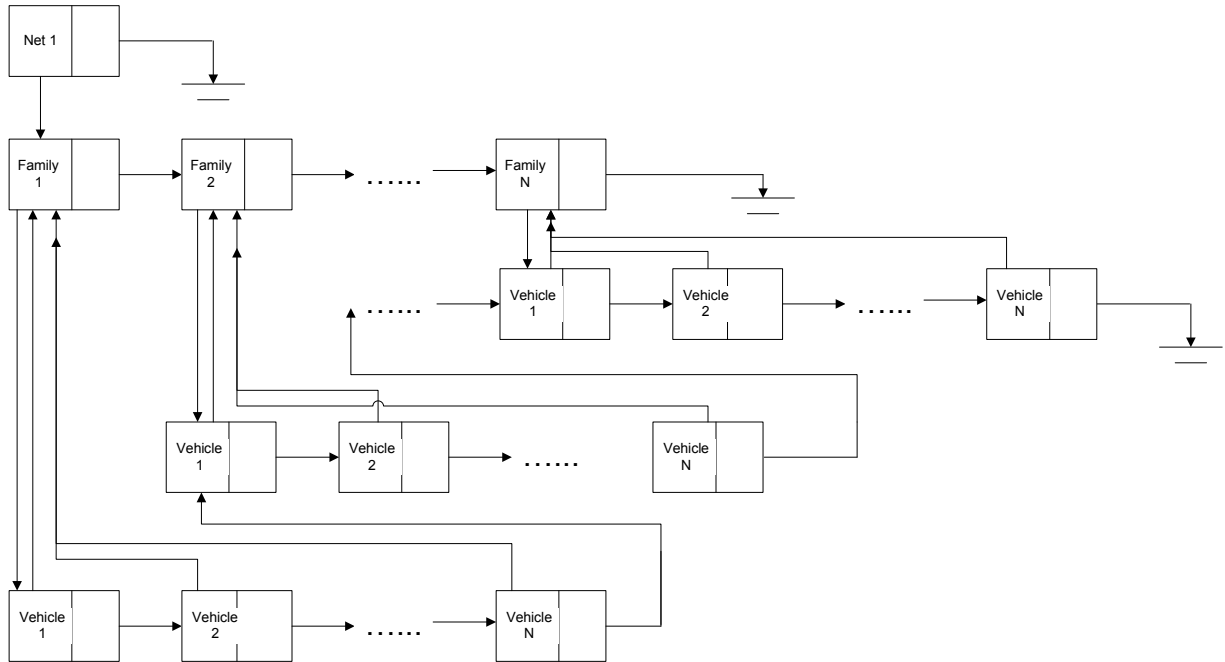 Net 1
Family
1
Family
2
......
Family
N
......
Vehicle
1
Vehicle
2
......
Vehicle
N
Vehicle
1
Vehicle
2
......
Vehicle
N
Vehicle
1
Vehicle
2
......
Vehicle
N